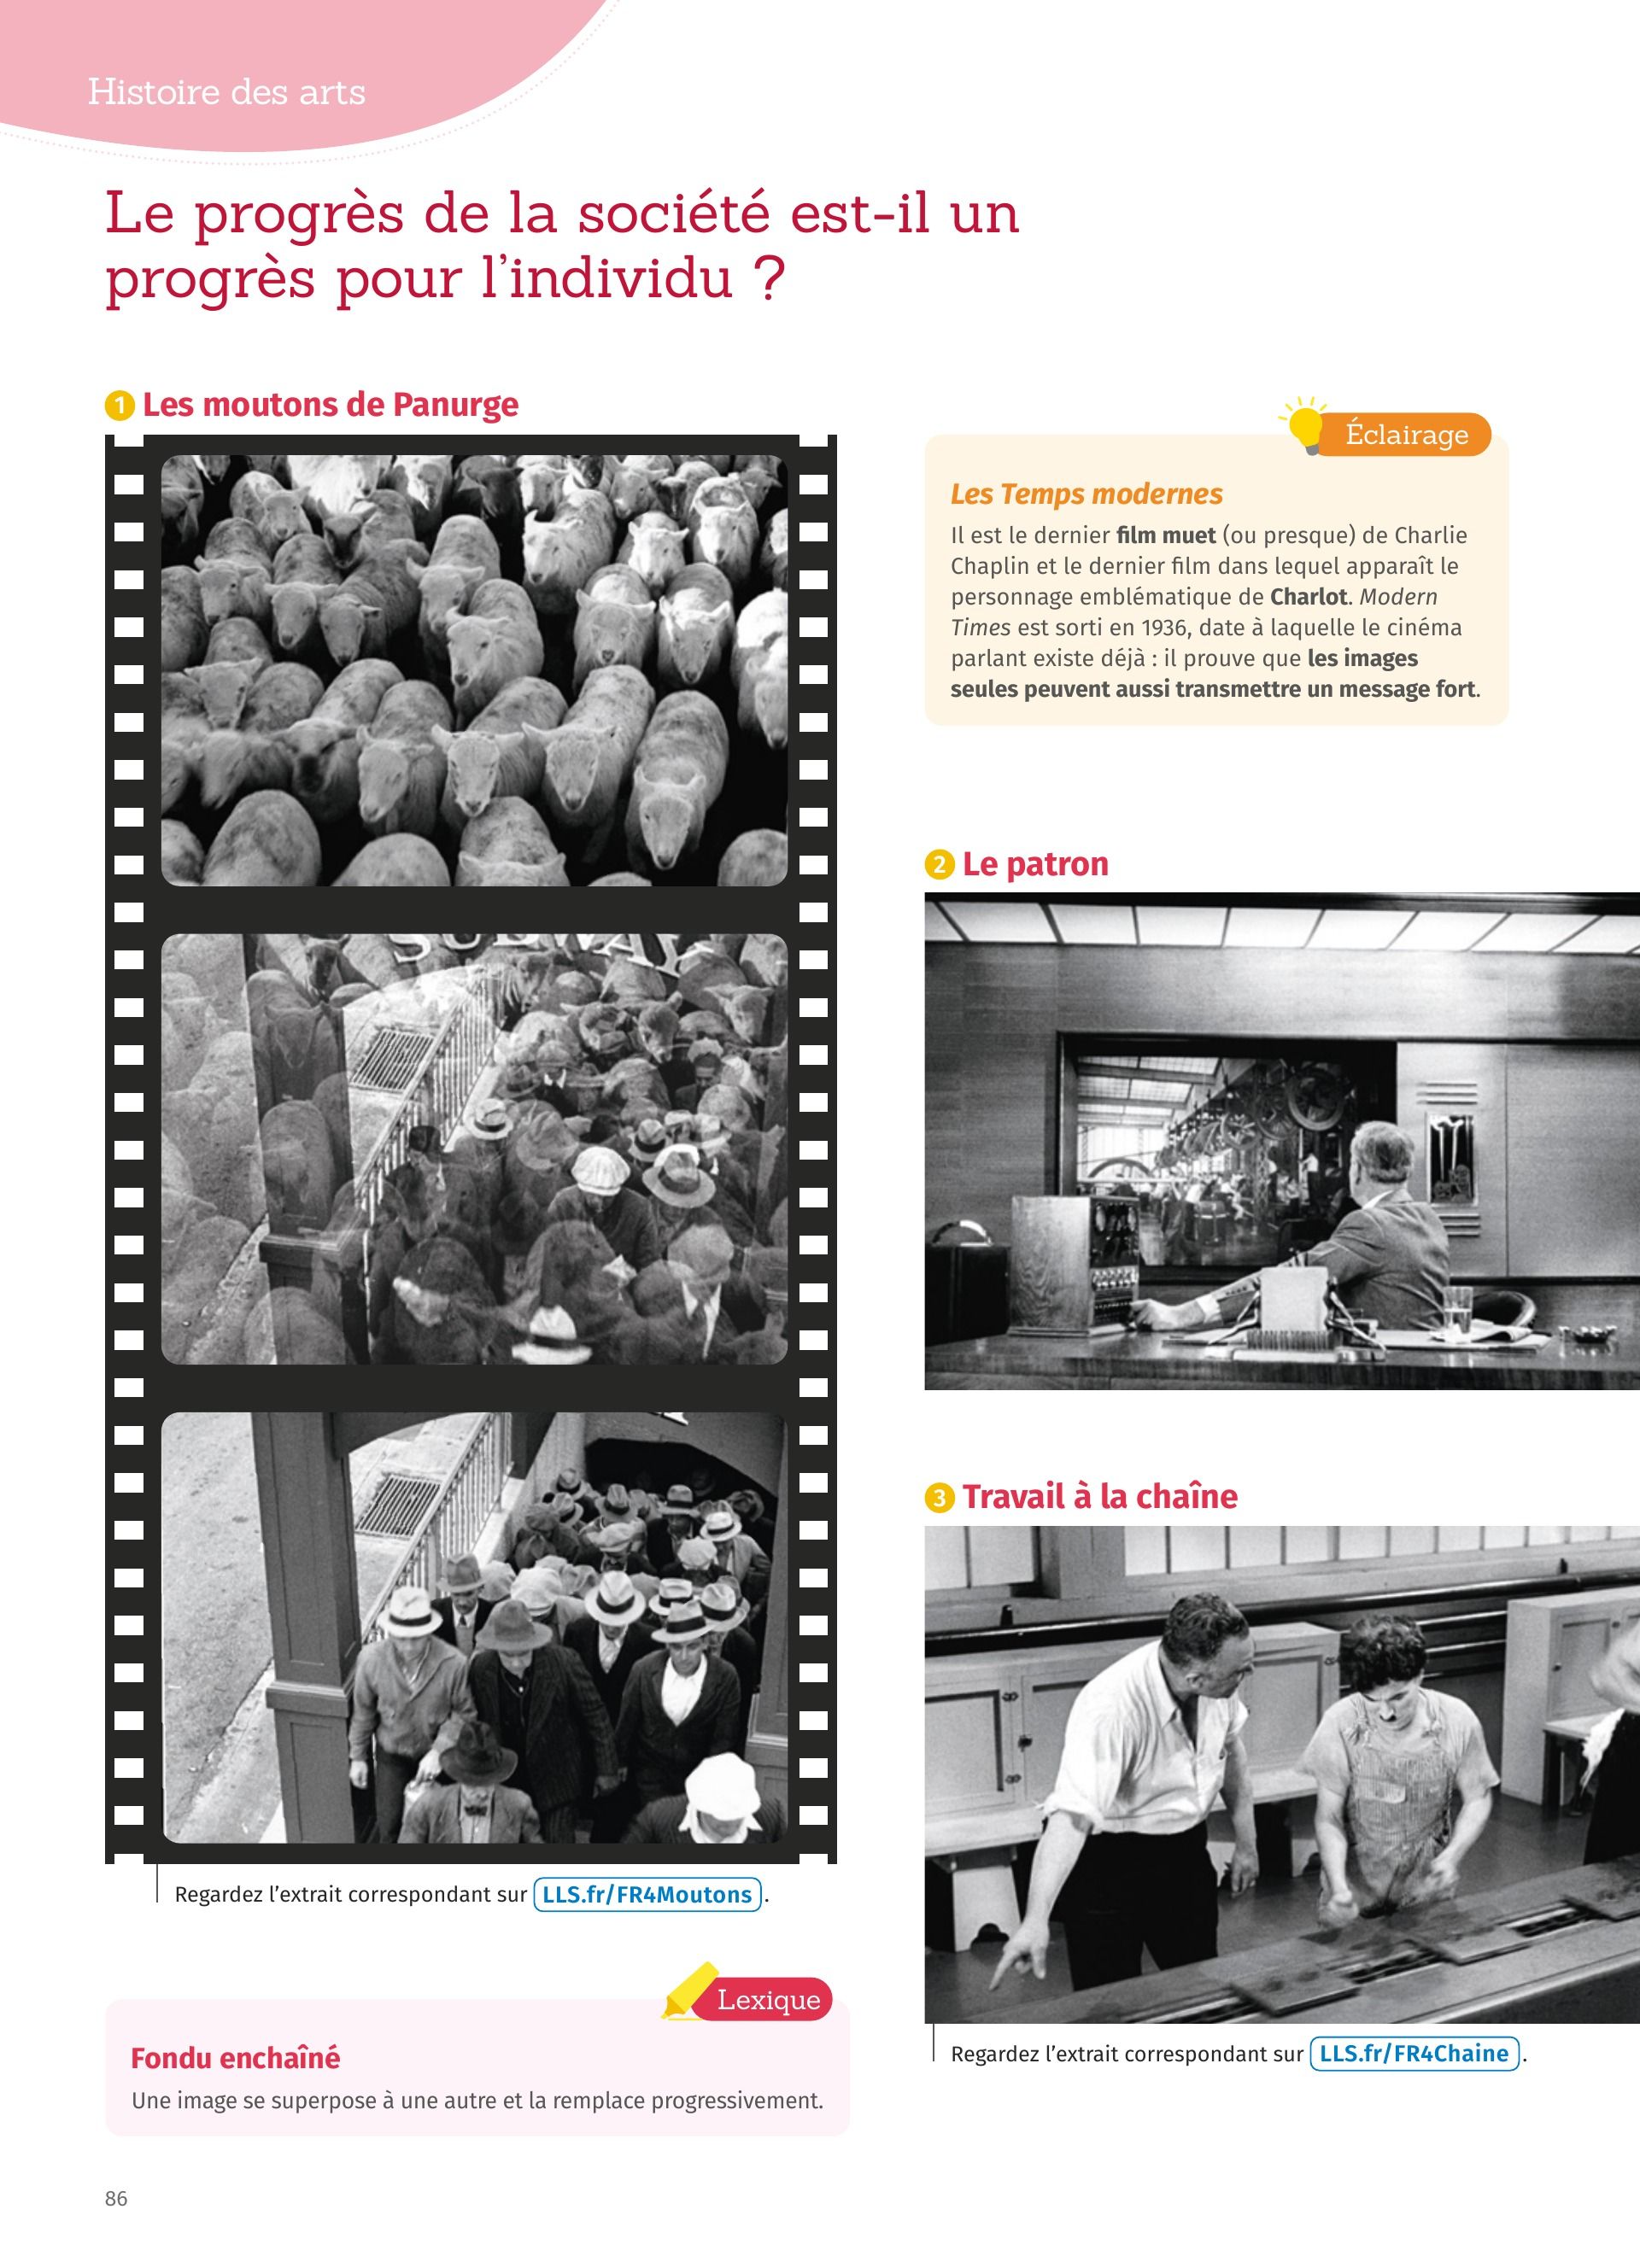 Histoire des arts
Le progrès de la société est-il un
progrès pour l'individu ?
1 Les moutons de Panurge
SUBWAY
Regardez l'extrait correspondant sur LLS.fr/FR4Moutons.
Lexique
Fondu enchaîné
Une image se superpose à une autre et la remplace progressivement.
Éclairage
Les Temps modernes
Il est le dernier film muet (ou presque) de Charlie
Chaplin et le dernier film dans lequel apparaît le
personnage emblématique de Charlot. Modern
Times est sorti en 1936, date à laquelle le cinéma
parlant existe déjà : il prouve que les images
seules peuvent aussi transmettre un message fort.
2 Le patron
3 Travail à la chaîne
Regardez l'extrait correspondant sur LLS.fr/FR4Chaine.
86